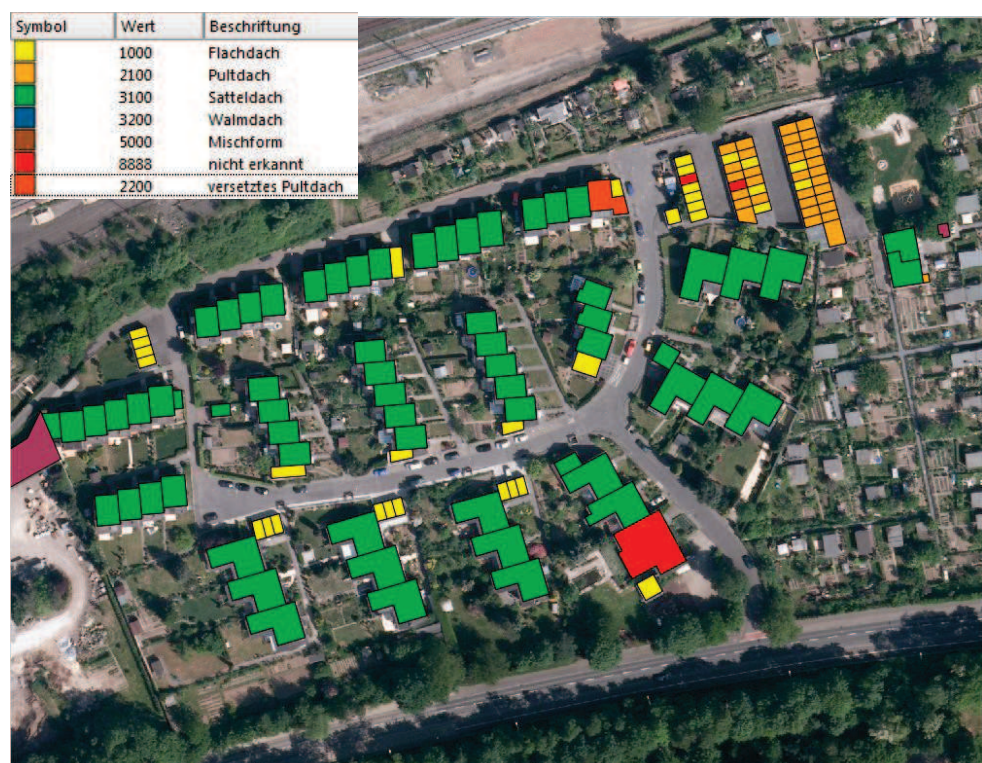 Symbol Wert Beschriftung
1000 Flachdach
2100 Pultdach
3100 Satteldach
3200 Walmdach
5000 Mischform
8888 nicht erkannt
2200 versetztes Pultdach